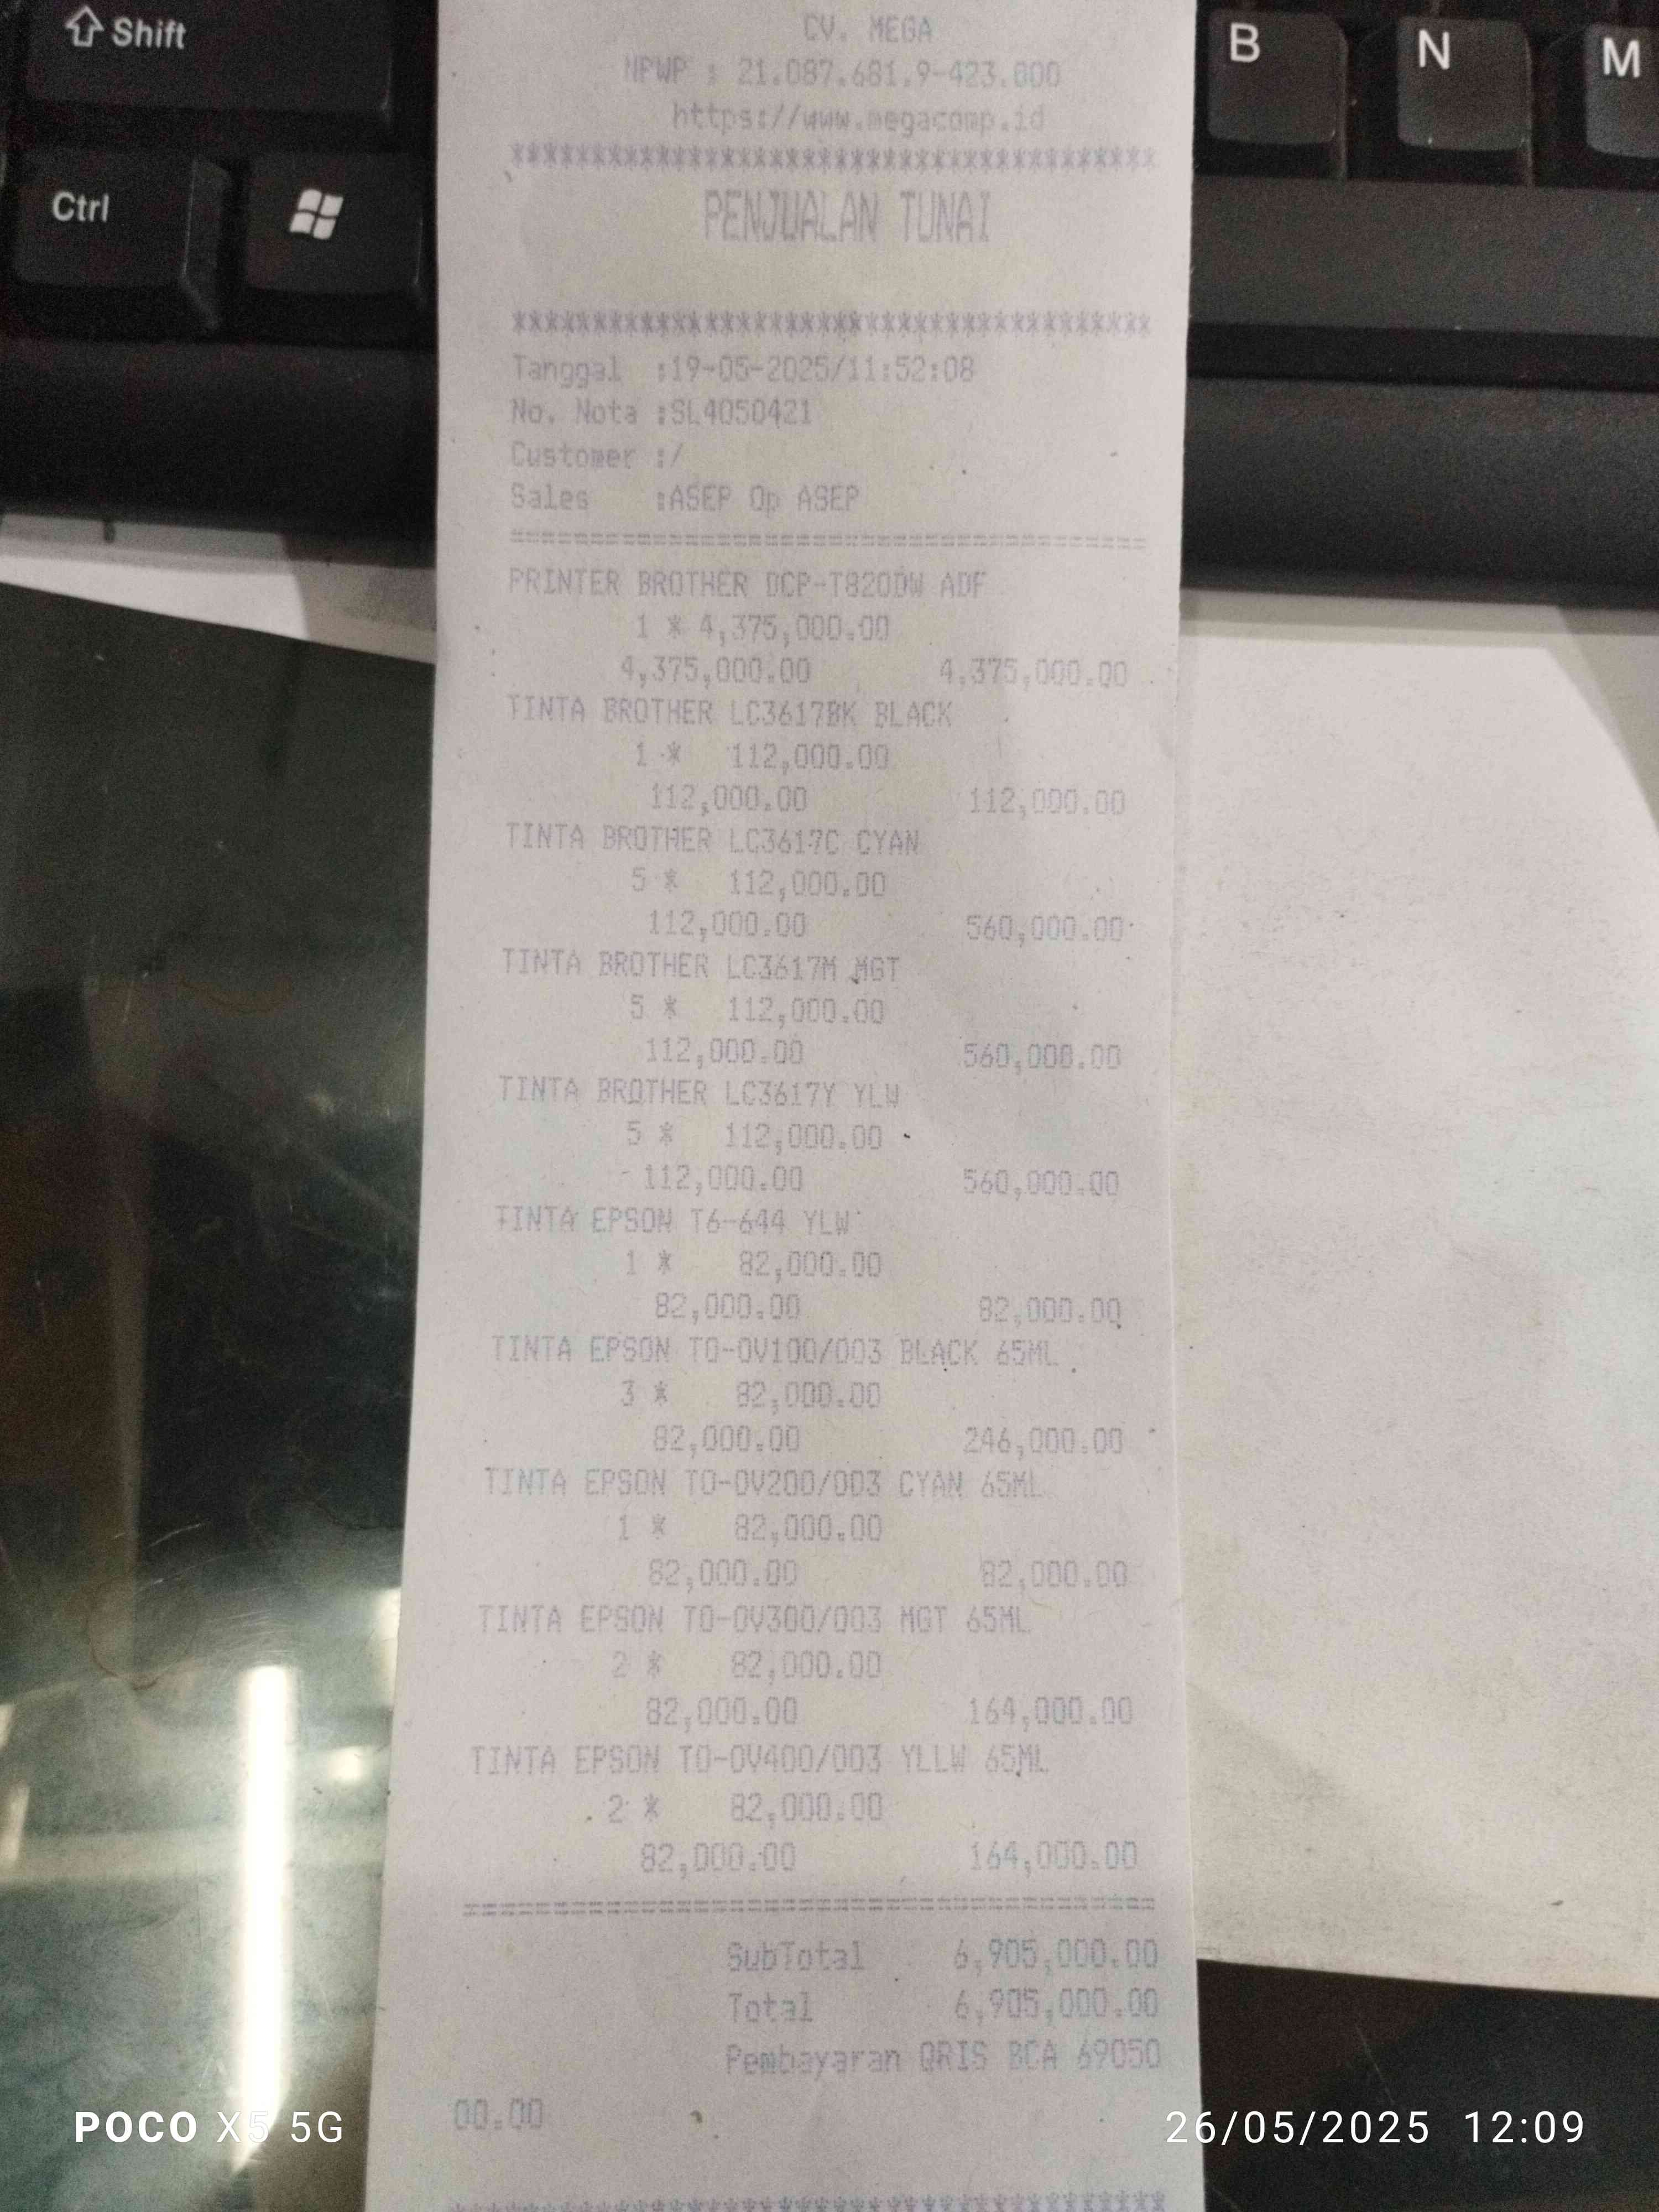 Shift
B
N
M
Ctrl
CV. MEGA
NPWP : 21.087.681.9-423.000
https://www.megacomp.id
****************************************
PENJUALAN TUNAI
****************************************
Tanggal :19-05-2025/11:52:08
No. Nota :SL4050421
Customer :/
Sales :ASEP Op ASEP
========================================
PRINTER BROTHER DCP-T820DW ADF
1 * 4,375,000.00
4,375,000.00 4,375,000.00
TINTA BROTHER LC3617BK BLACK
1 * 112,000.00
112,000.00 112,000.00
TINTA BROTHER LC3617C CYAN
5 * 112,000.00
112,000.00 560,000.00
TINTA BROTHER LC3617M MGT
5 * 112,000.00
112,000.00 560,000.00
TINTA BROTHER LC3617Y YLW
5 * 112,000.00
112,000.00 560,000.00
TINTA EPSON T6-644 YLW
1 * 82,000.00
82,000.00 82,000.00
TINTA EPSON T0-0V100/003 BLACK 65ML
3 * 82,000.00
82,000.00 246,000.00
TINTA EPSON T0-0V200/003 CYAN 65ML
1 * 82,000.00
82,000.00 82,000.00
TINTA EPSON T0-0V300/003 MGT 65ML
2 * 82,000.00
82,000.00 164,000.00
TINTA EPSON T0-0V400/003 YLLW 65ML
2 * 82,000.00
82,000.00 164,000.00
========================================
SubTotal 6,905,000.00
Total 6,905,000.00
Pembayaran QRIS BCA 69050
00.00
****************************************
POCO X5 5G
26/05/2025 12:09